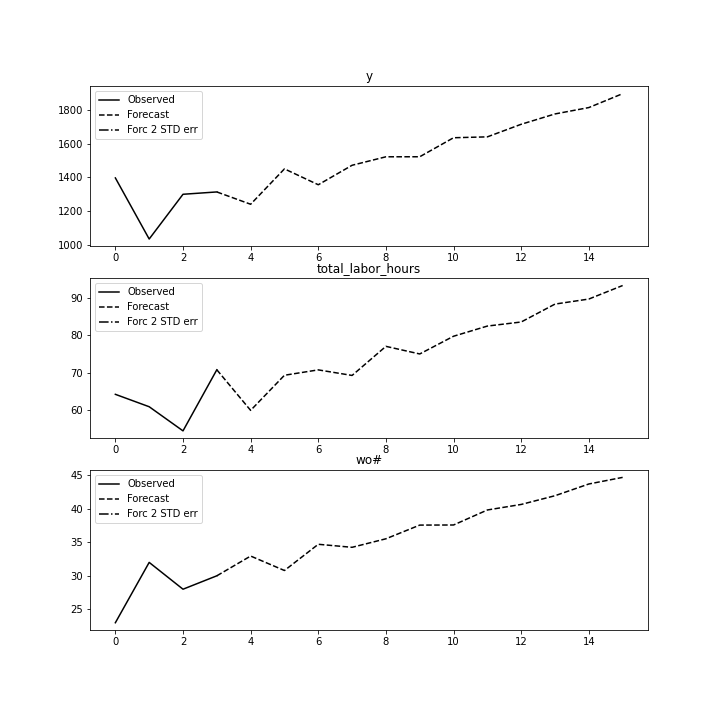 y
Observed
Forecast
Forc 2 STD err
1800
1600
1400
1200
1000
0 2 4 6 8 10 12 14
total_labor_hours
Observed
Forecast
Forc 2 STD err
90
80
70
60
0 2 4 6 8 10 12 14
wo#
Observed
Forecast
Forc 2 STD err
45
40
35
30
25
0 2 4 6 8 10 12 14